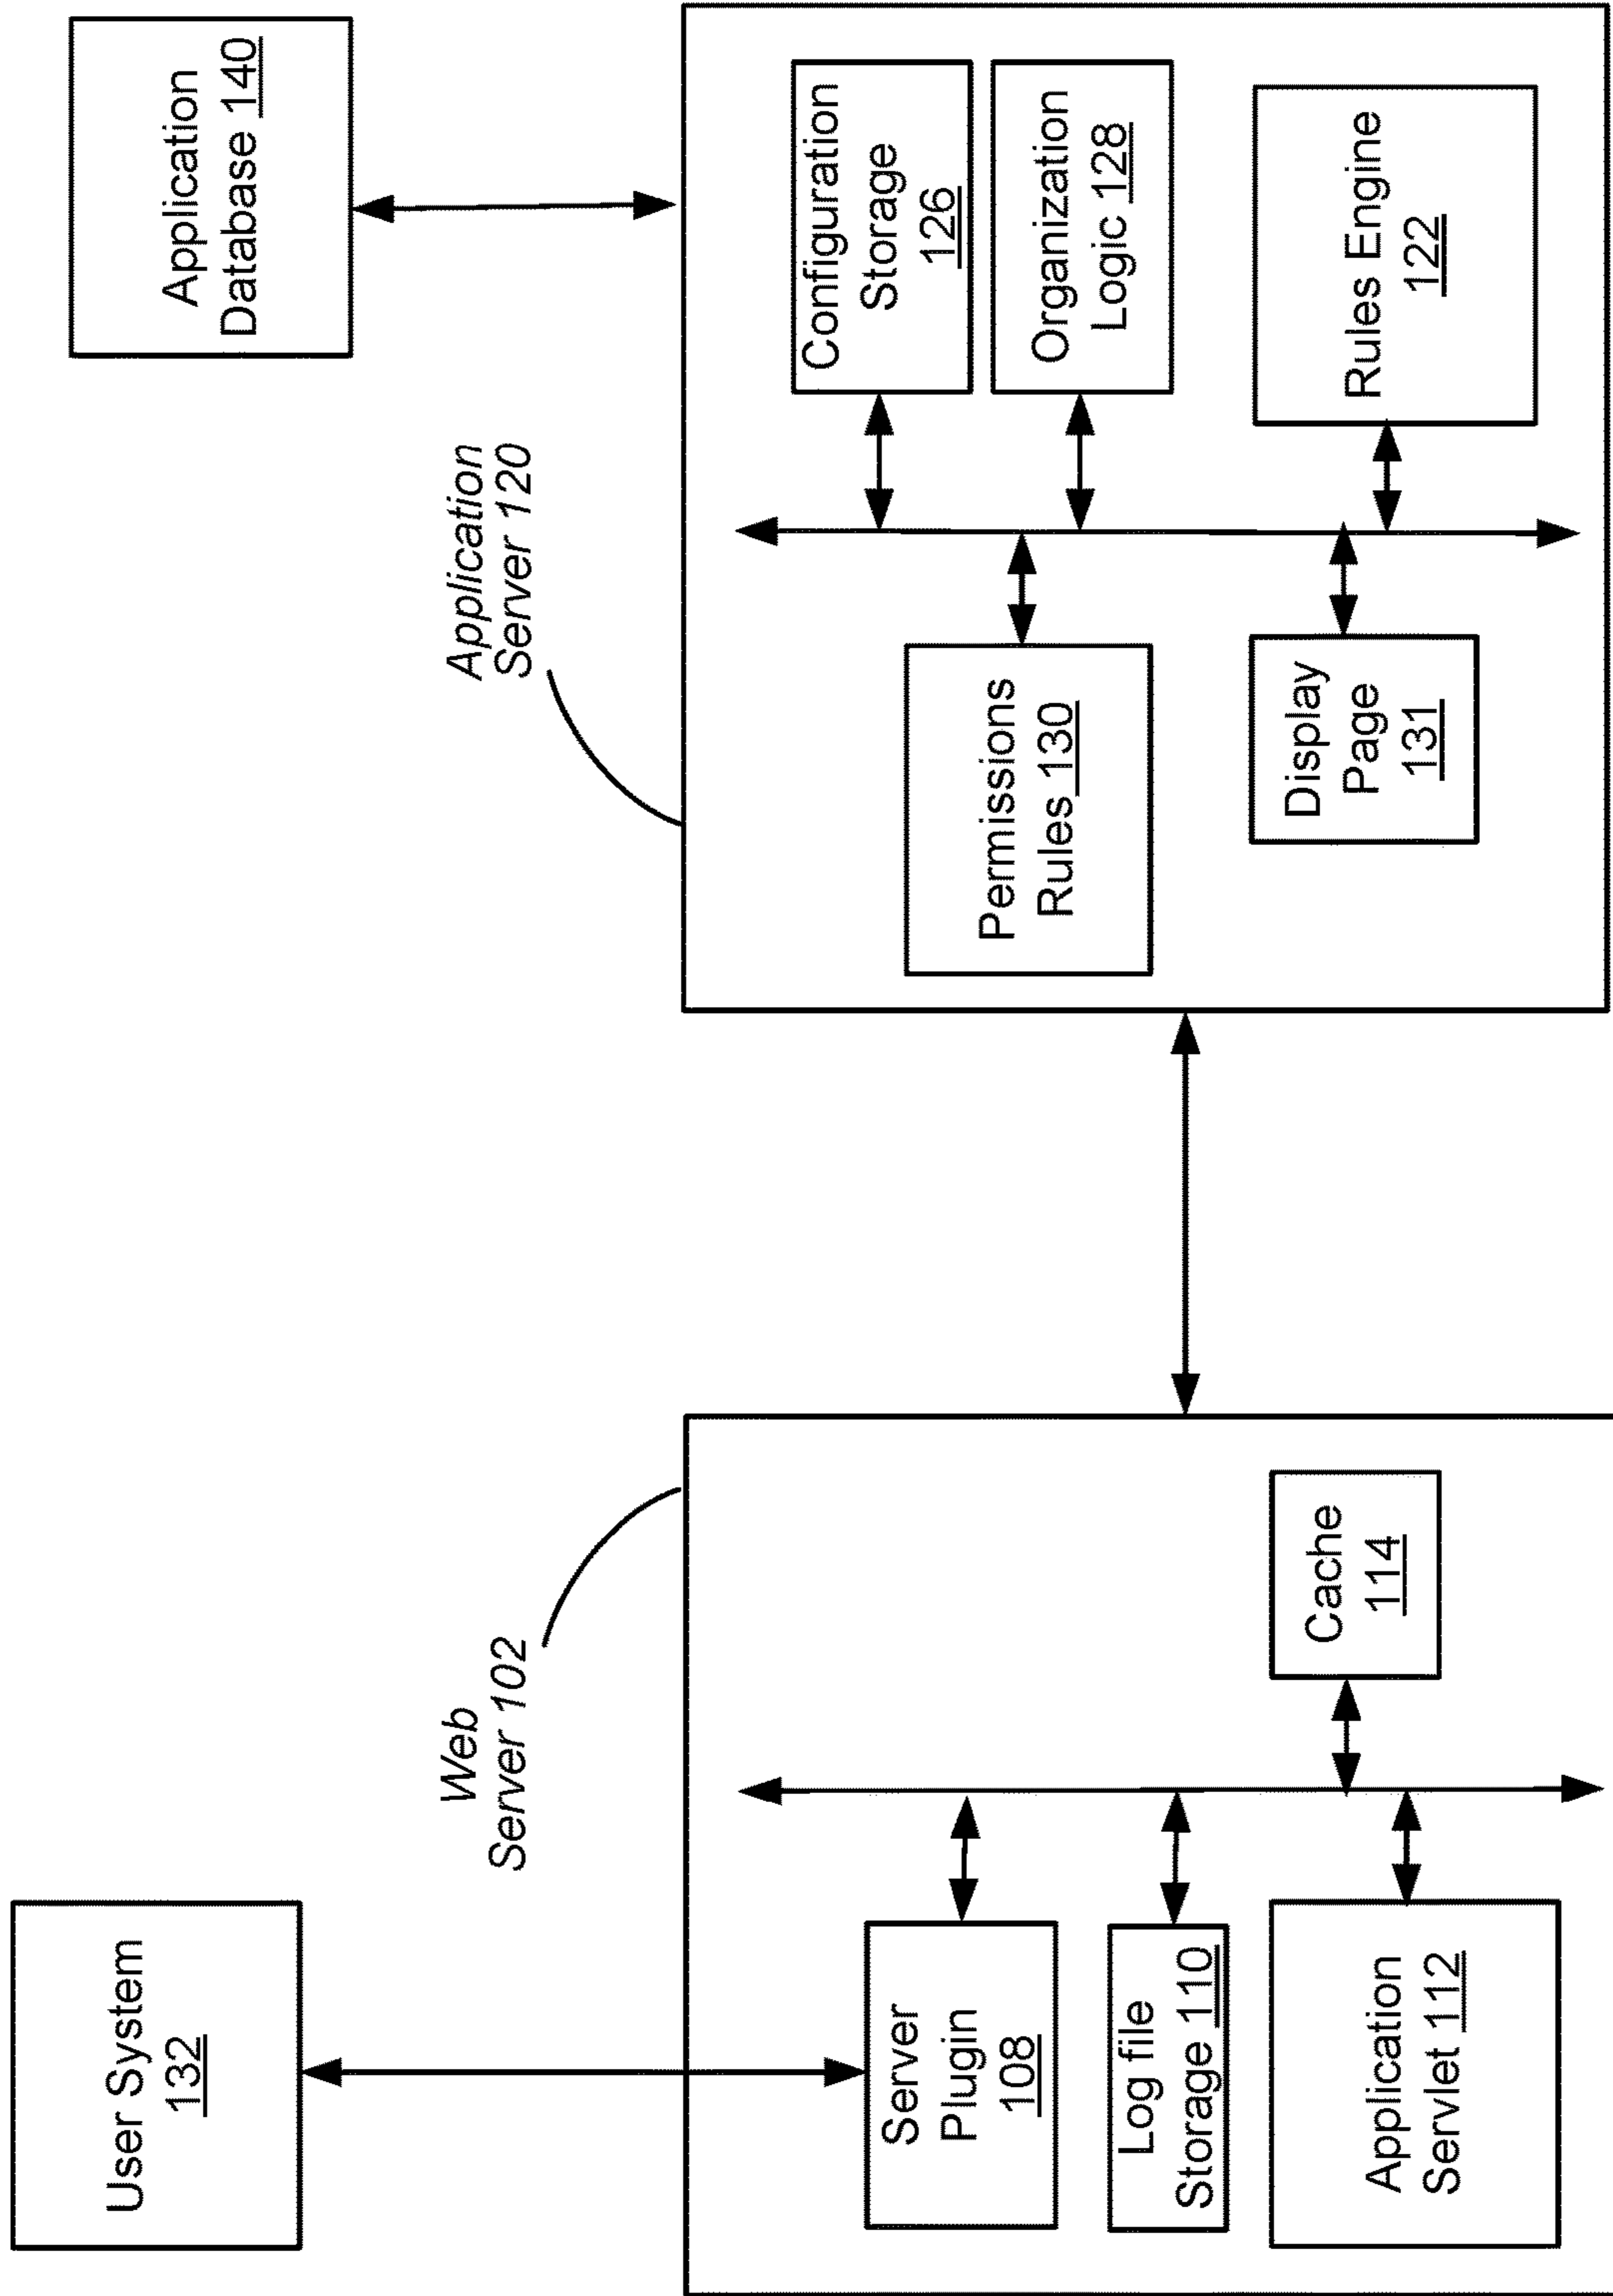 User System
132
Web
Server 102
Server
Plugin
108
Log file
Storage 110
Application
Servlet 112
Cache
114
Application
Database 140
Application
Server 120
Permissions
Rules 130
Display
Page
131
Configuration
Storage
126
Organization
Logic 128
Rules Engine
122